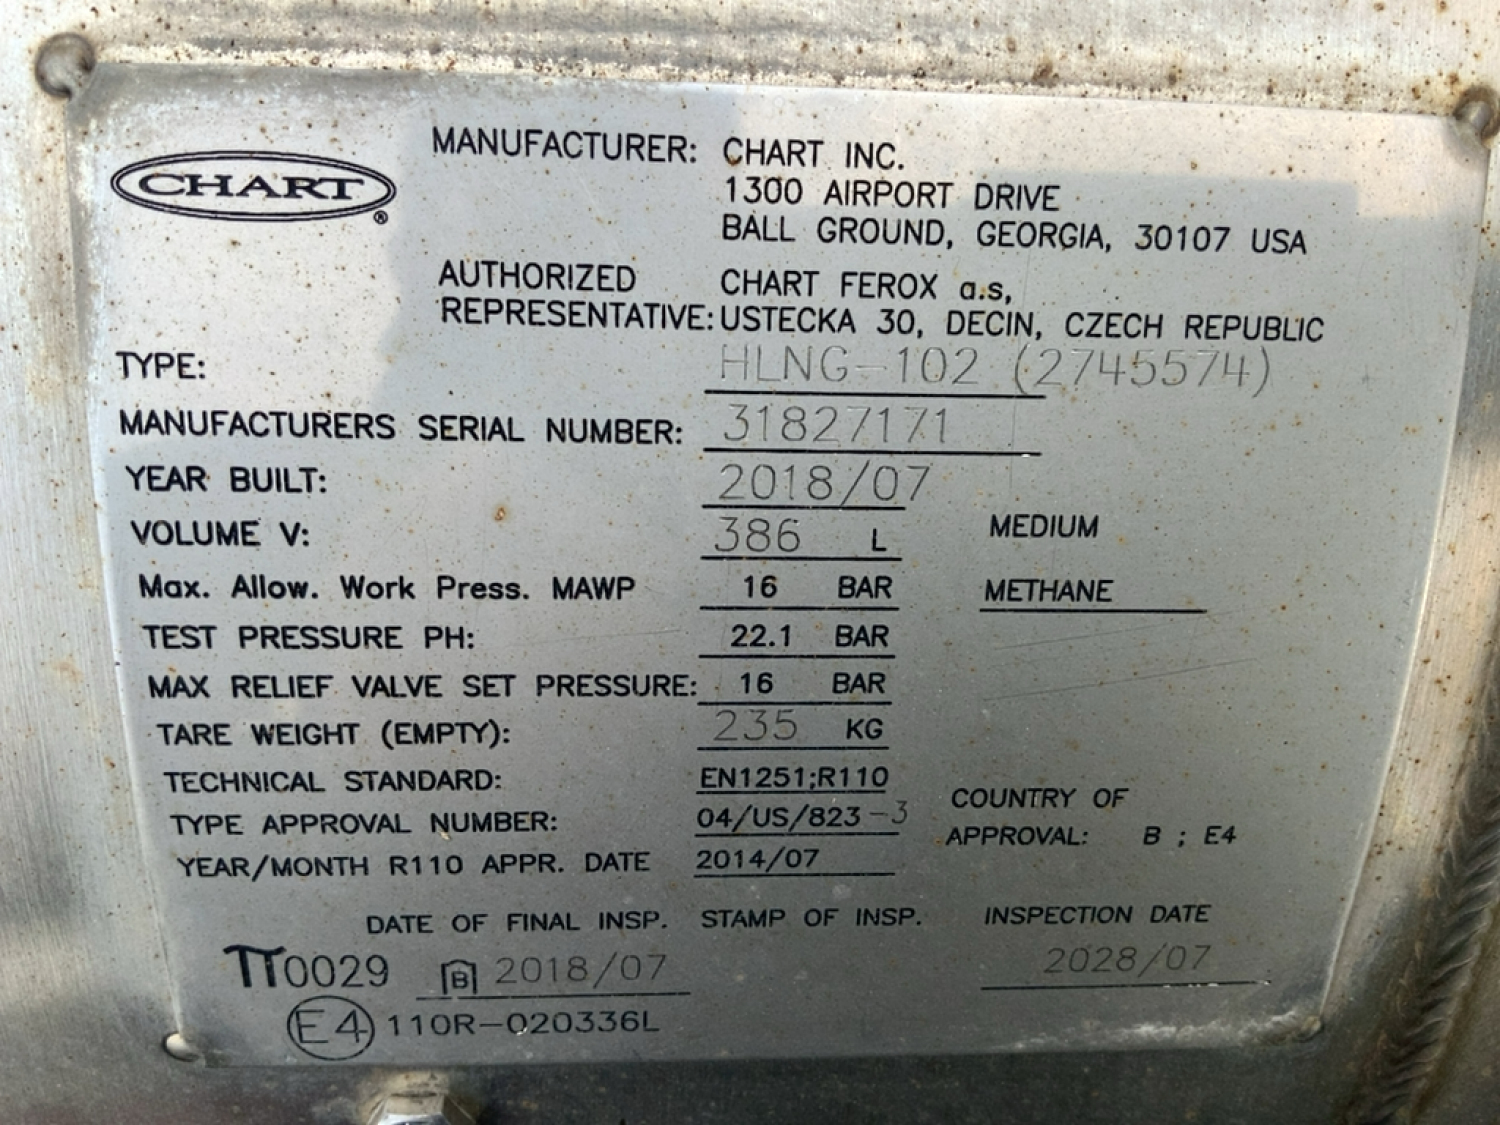 CHART®
MANUFACTURER: CHART INC.
1300 AIRPORT DRIVE
BALL GROUND, GEORGIA, 30107 USA
AUTHORIZED CHART FEROX a.s,
REPRESENTATIVE: USTECKA 30, DECIN, CZECH REPUBLIC
TYPE: HLNG-102 (2745574)
MANUFACTURERS SERIAL NUMBER: 31827171
YEAR BUILT: 2018/07
VOLUME V: 386 L MEDIUM
Max. Allow. Work Press. MAWP 16 BAR METHANE
TEST PRESSURE PH: 22.1 BAR
MAX RELIEF VALVE SET PRESSURE: 16 BAR
TARE WEIGHT (EMPTY): 235 KG
TECHNICAL STANDARD: EN1251;R110 COUNTRY OF
TYPE APPROVAL NUMBER: 04/US/823-3 APPROVAL: B ; E4
YEAR/MONTH R110 APPR. DATE 2014/07
DATE OF FINAL INSP. STAMP OF INSP. INSPECTION DATE
π0029 B 2018/07 2028/07
E4 110R-020336L